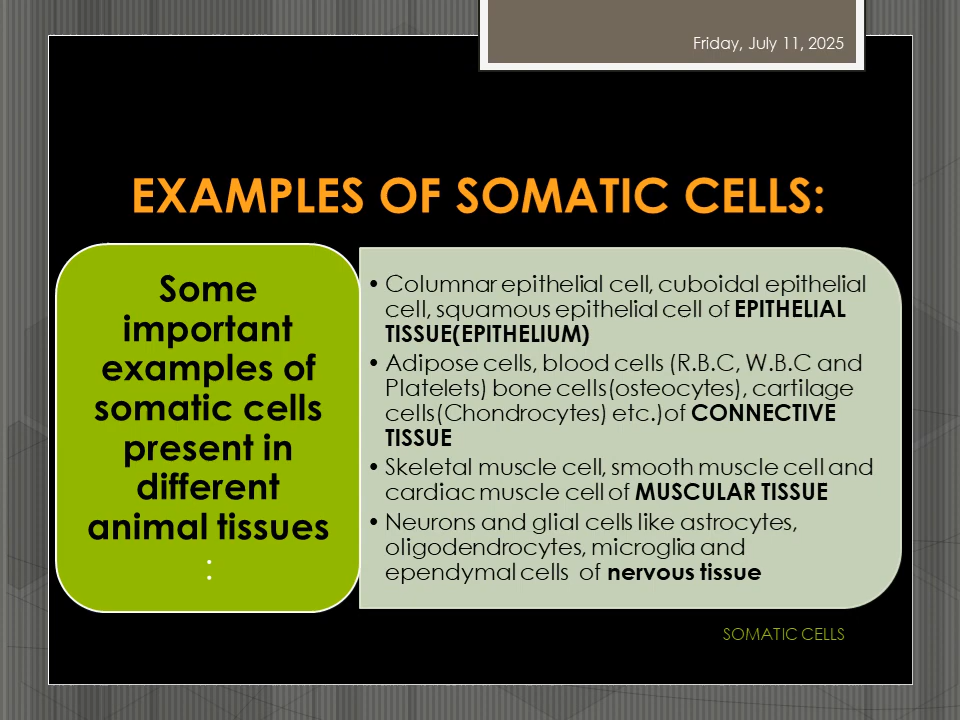 Friday, July 11, 2025
EXAMPLES OF SOMATIC CELLS:
Some
important
examples of
somatic cells
present in
different
animal tissues
:
• Columnar epithelial cell, cuboidal epithelial
cell, squamous epithelial cell of EPITHELIAL
TISSUE(EPITHELIUM)
• Adipose cells, blood cells (R.B.C, W.B.C and
Platelets) bone cells(osteocytes), cartilage
cells(Chondrocytes) etc.)of CONNECTIVE
TISSUE
• Skeletal muscle cell, smooth muscle cell and
cardiac muscle cell of MUSCULAR TISSUE
• Neurons and glial cells like astrocytes,
oligodendrocytes, microglia and
ependymal cells of nervous tissue
SOMATIC CELLS